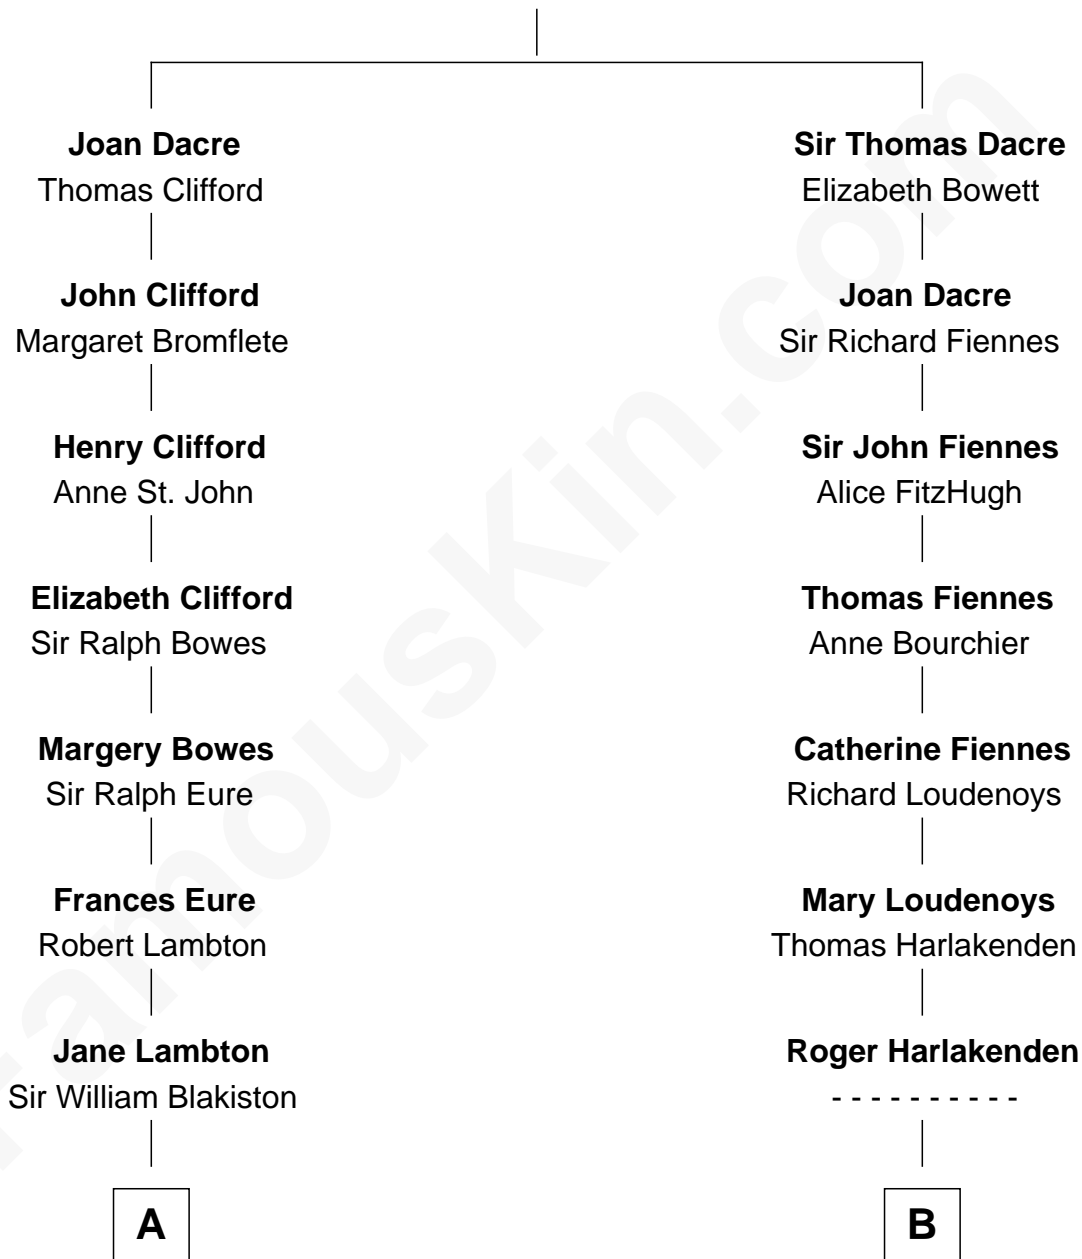 Joan Dacre
Thomas Clifford
John Clifford
Margaret Bromflete
Henry Clifford
Anne St. John
Elizabeth Clifford
Sir Ralph Bowes
Margery Bowes
Sir Ralph Eure
Frances Eure
Robert Lambton
Jane Lambton
Sir William Blakiston
A
Sir Thomas Dacre
Elizabeth Bowett
Joan Dacre
Sir Richard Fiennes
Sir John Fiennes
Alice FitzHugh
Thomas Fiennes
Anne Bourchier
Catherine Fiennes
Richard Loudenoys
Mary Loudenoys
Thomas Harlakenden
Roger Harlakenden
- - - - - - - - - -
B
FamousKin.com